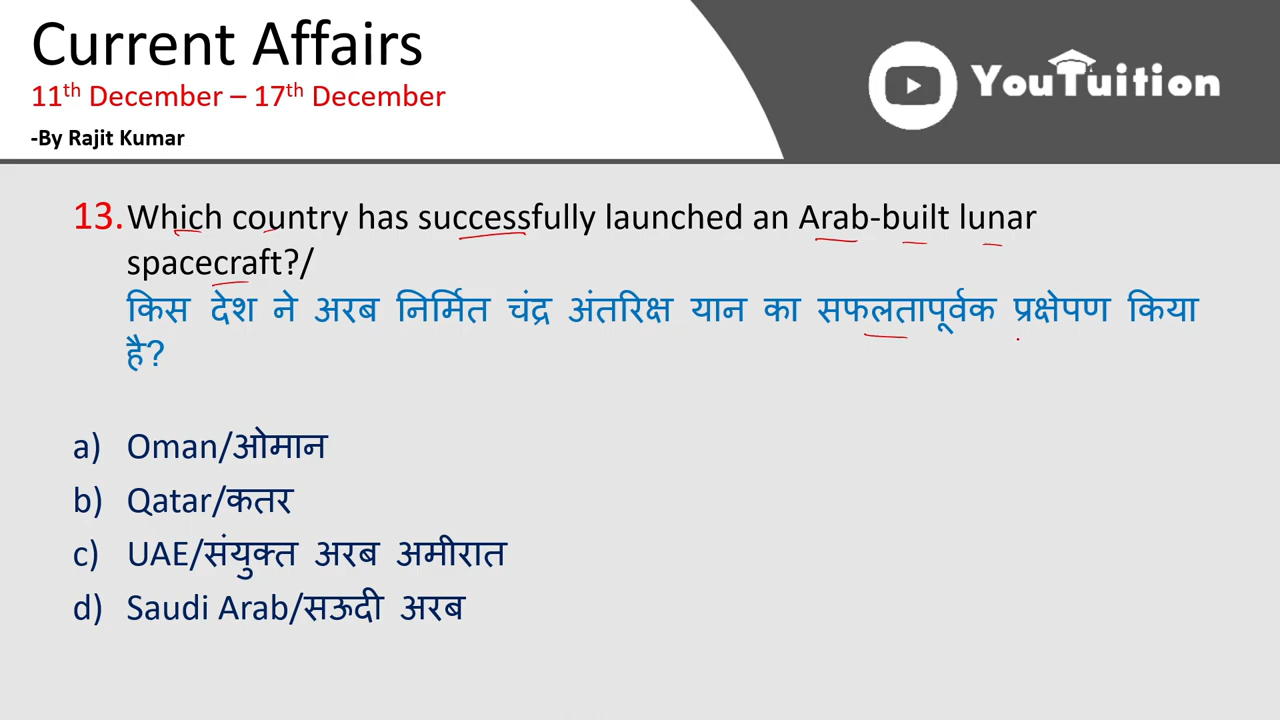 Current Affairs
11th December – 17th December
-By Rajit Kumar
YouTuition
13. Which country has successfully launched an Arab-built lunar
spacecraft?/
किस देश ने अरब निर्मित चंद्र अंतरिक्ष यान का सफलतापूर्वक प्रक्षेपण किया
है?
a) Oman/ओमान
b) Qatar/कतर
c) UAE/संयुक्त अरब अमीरात
d) Saudi Arab/सऊदी अरब